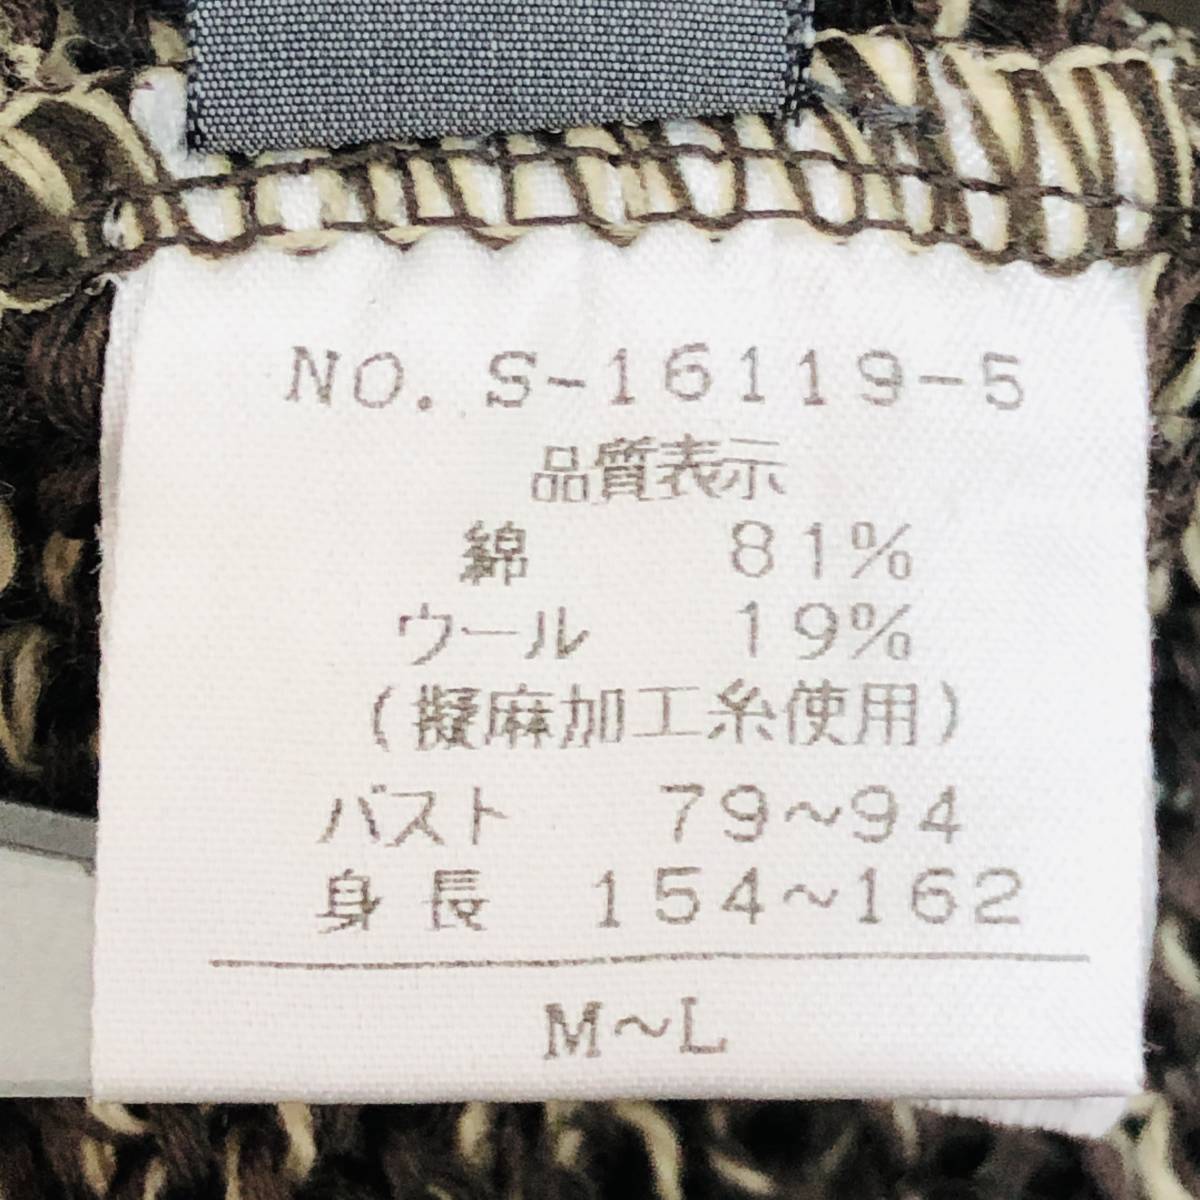 NO. S-16119-5
品質表示
綿 81%
ウール 19%
(擬麻加工糸使用)
バスト 79~94
身長 154~162
M~L